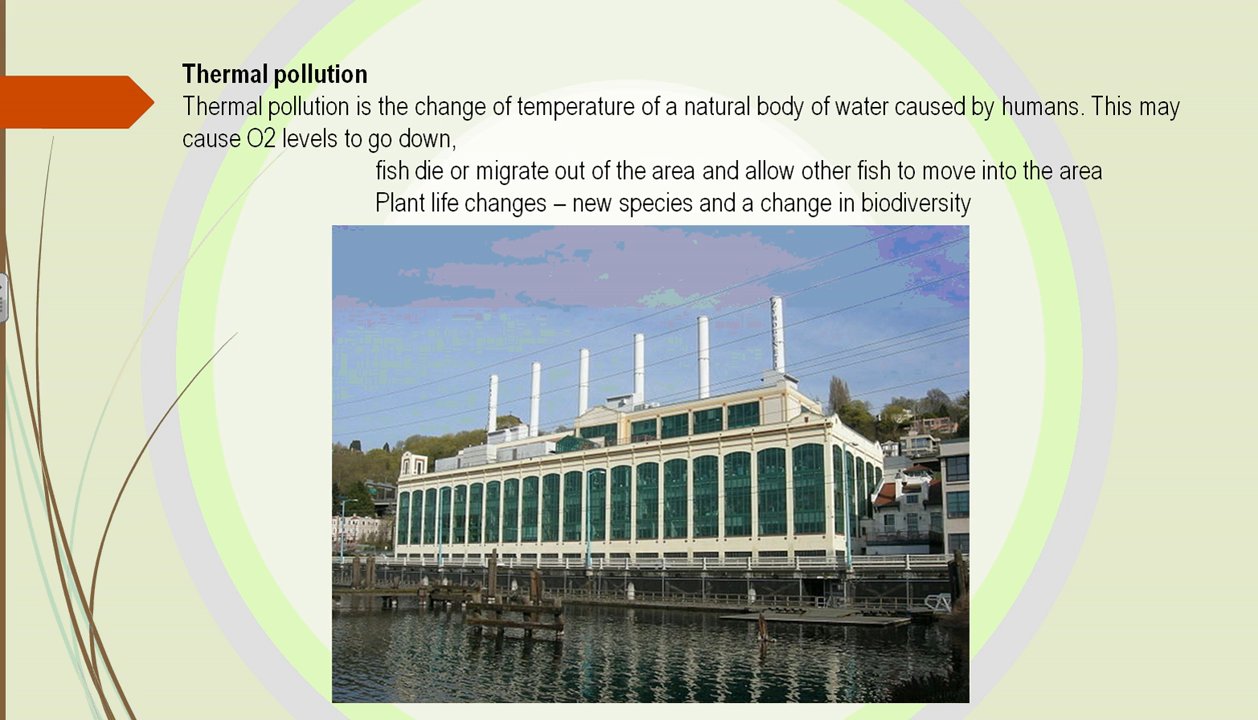 Thermal pollution
Thermal pollution is the change of temperature of a natural body of water caused by humans. This may
cause O2 levels to go down,
fish die or migrate out of the area and allow other fish to move into the area
Plant life changes – new species and a change in biodiversity